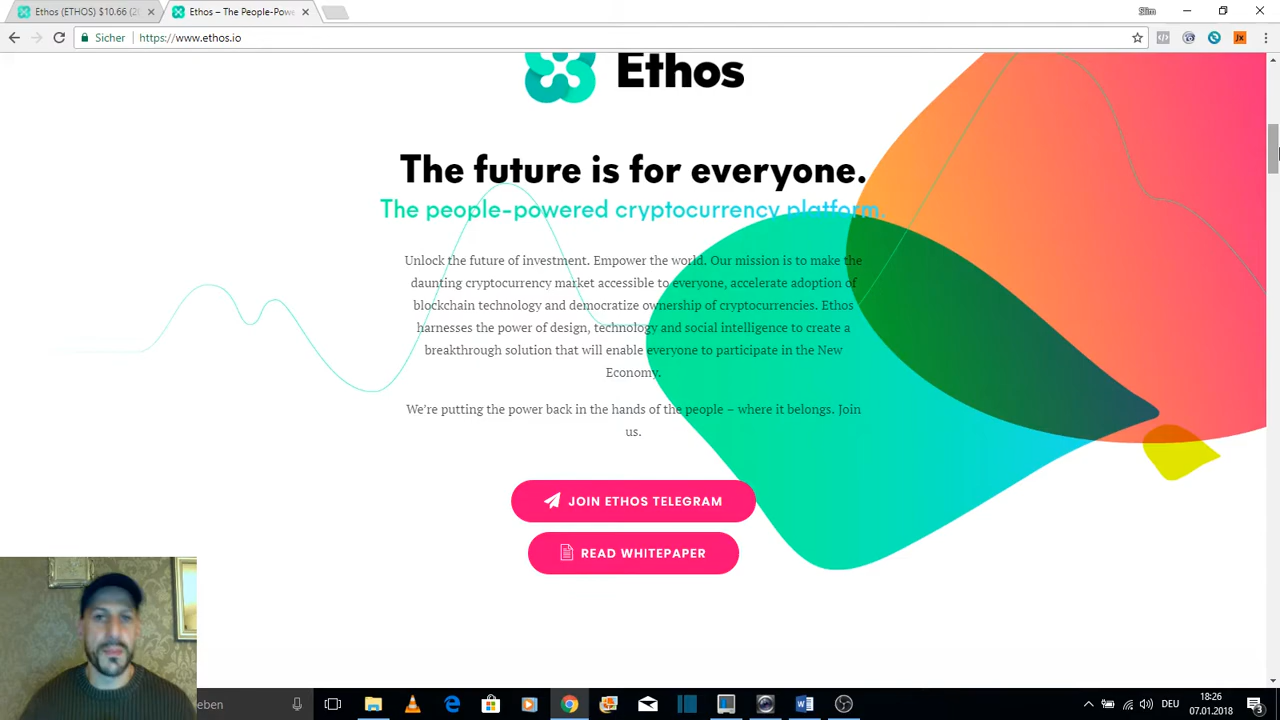 Ethos (ETHOS) $10.66 (2
Ethos – The People-Pow
Slim
Sicher
https://www.ethos.io
Ethos
The future is for everyone.
The people-powered cryptocurrency platform.
Unlock the future of investment. Empower the world. Our mission is to make the
daunting cryptocurrency market accessible to everyone, accelerate adoption of
blockchain technology and democratize ownership of cryptocurrencies. Ethos
harnesses the power of design, technology and social intelligence to create a
breakthrough solution that will enable everyone to participate in the New
Economy.
We’re putting the power back in the hands of the people – where it belongs. Join
us.
JOIN ETHOS TELEGRAM
READ WHITEPAPER
eben
18:26
07.01.2018